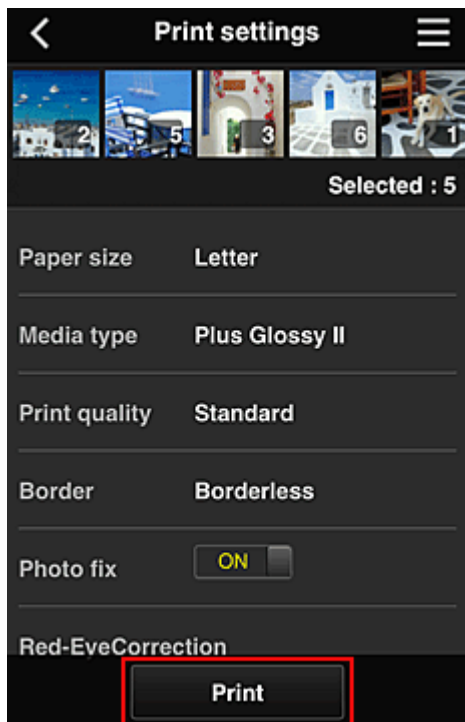 Print settings
2 5 3 6 1
Selected : 5
Paper size Letter
Media type Plus Glossy II
Print quality Standard
Border Borderless
Photo fix ON
Red-EyeCorrection
Print